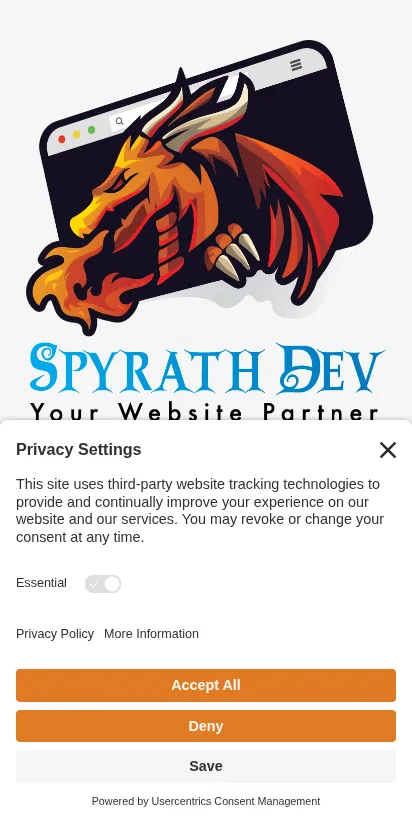 SPYRATH DEV
Your Website Partner
Privacy Settings
This site uses third-party website tracking technologies to
provide and continually improve your experience on our
website and our services. You may revoke or change your
consent at any time.
Essential
Privacy Policy More Information
Accept All
Deny
Save
Powered by Usercentrics Consent Management